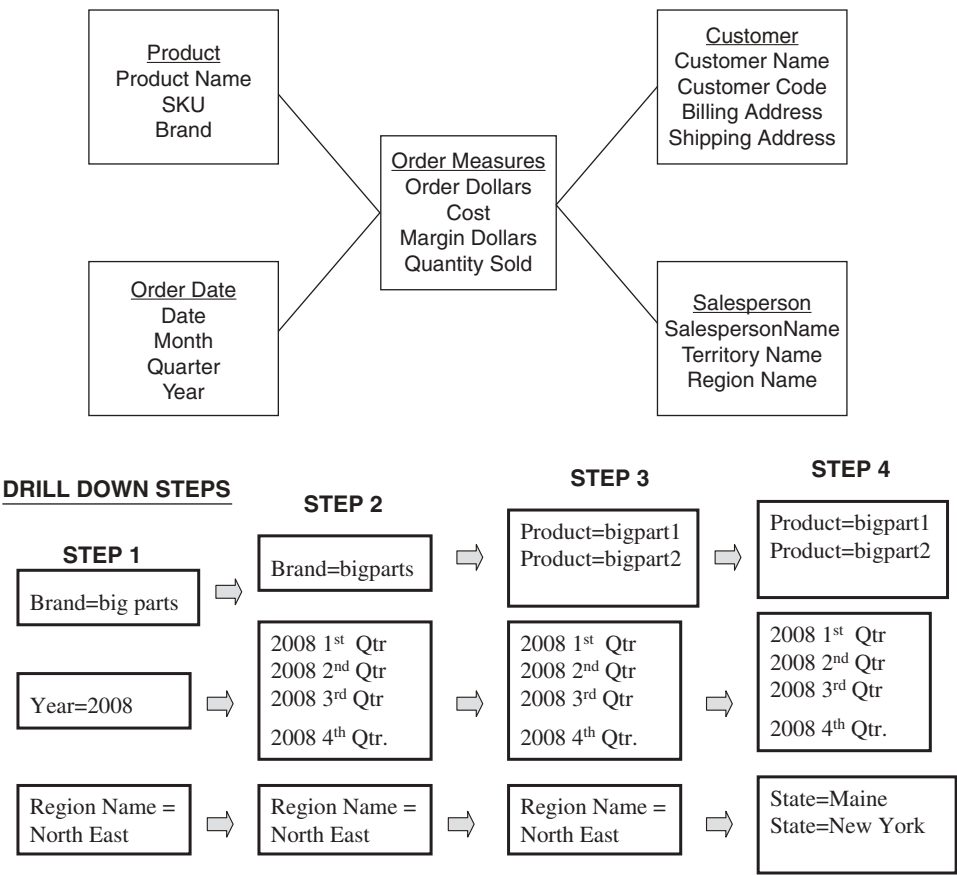 Product
Product Name
SKU
Brand
Customer
Customer Name
Customer Code
Billing Address
Shipping Address
Order Measures
Order Dollars
Cost
Margin Dollars
Quantity Sold
Order Date
Date
Month
Quarter
Year
Salesperson
SalespersonName
Territory Name
Region Name
DRILL DOWN STEPS
STEP 1
Brand=big parts
Year=2008
Region Name =
North East
STEP 2
Brand=bigparts
2008 1st Qtr
2008 2nd Qtr
2008 3rd Qtr
2008 4th Qtr.
Region Name =
North East
STEP 3
Product=bigpart1
Product=bigpart2
2008 1st Qtr
2008 2nd Qtr
2008 3rd Qtr
2008 4th Qtr.
Region Name =
North East
STEP 4
Product=bigpart1
Product=bigpart2
2008 1st Qtr
2008 2nd Qtr
2008 3rd Qtr
2008 4th Qtr.
State=Maine
State=New York